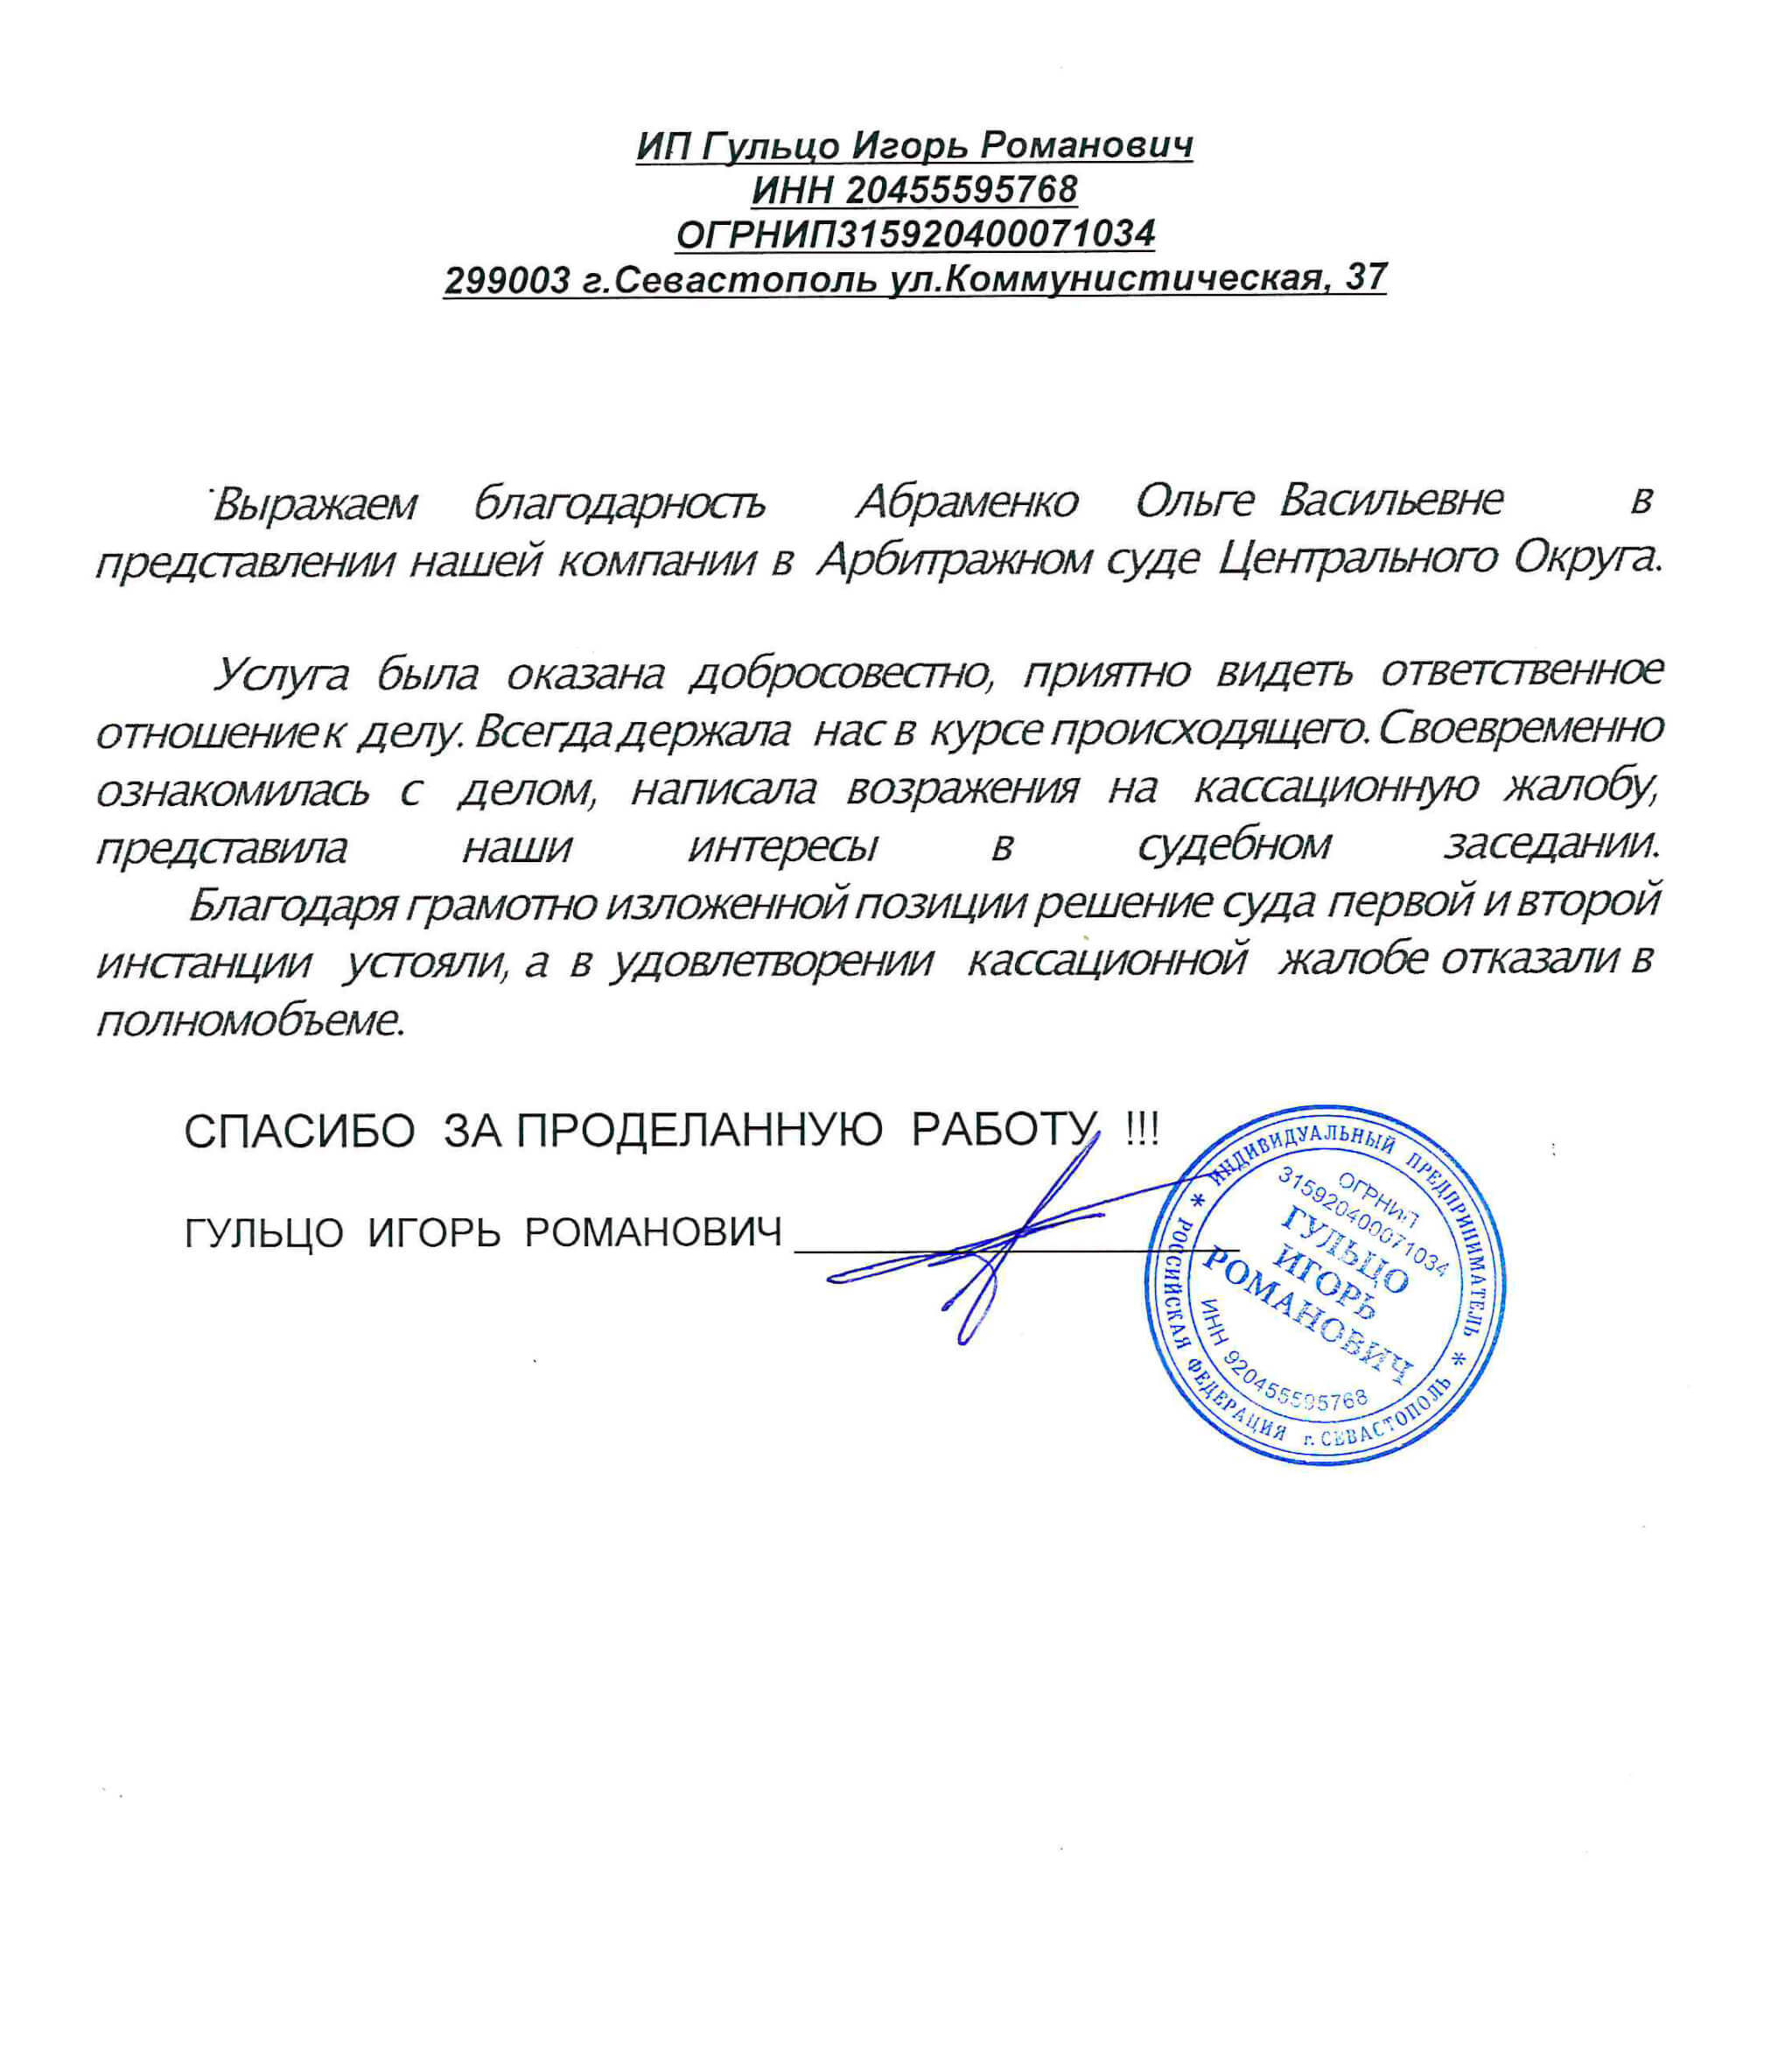 ИП Гульцо Игорь Романович
ИНН 20455595768
ОГРНИП315920400071034
299003 г.Севастополь ул.Коммунистическая, 37
Выражаем благодарность Абраменко Ольге Васильевне в
представлении нашей компании в Арбитражном суде Центрального Округа.
Услуга была оказана добросовестно, приятно видеть ответственное
отношение к делу. Всегда держала нас в курсе происходящего. Своевременно
ознакомилась с делом, написала возражения на кассационную жалобу,
представила наши интересы в судебном заседании.
Благодаря грамотно изложенной позиции решение суда первой и второй
инстанции устояли, а в удовлетворении кассационной жалобе отказали в
полномобъеме.
СПАСИБО ЗА ПРОДЕЛАННУЮ РАБОТУ !!!
ГУЛЬЦО ИГОРЬ РОМАНОВИЧ
* ИНДИВИДУАЛЬНЫЙ ПРЕДПРИНИМАТЕЛЬ *
РОССИЙСКАЯ ФЕДЕРАЦИЯ г. СЕВАСТОПОЛЬ
ОГРНИП
315920400071034
ГУЛЬЦО
ИГОРЬ
РОМАНОВИЧ
ИНН 920455595768